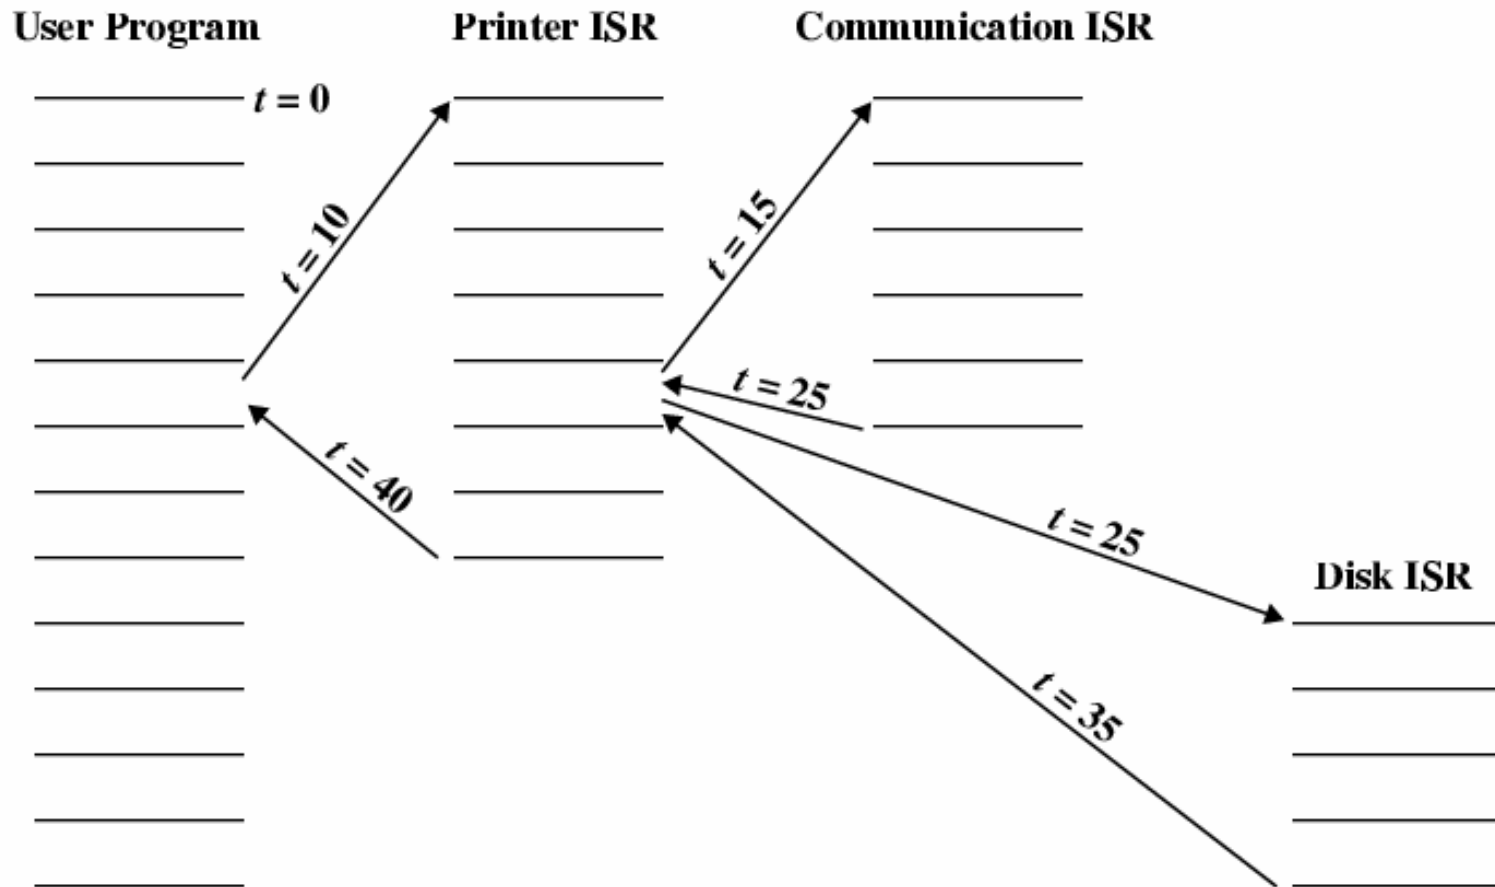 User Program
Printer ISR
Communication ISR
t = 0
t = 10
t = 15
t = 25
t = 40
t = 25
Disk ISR
t = 35